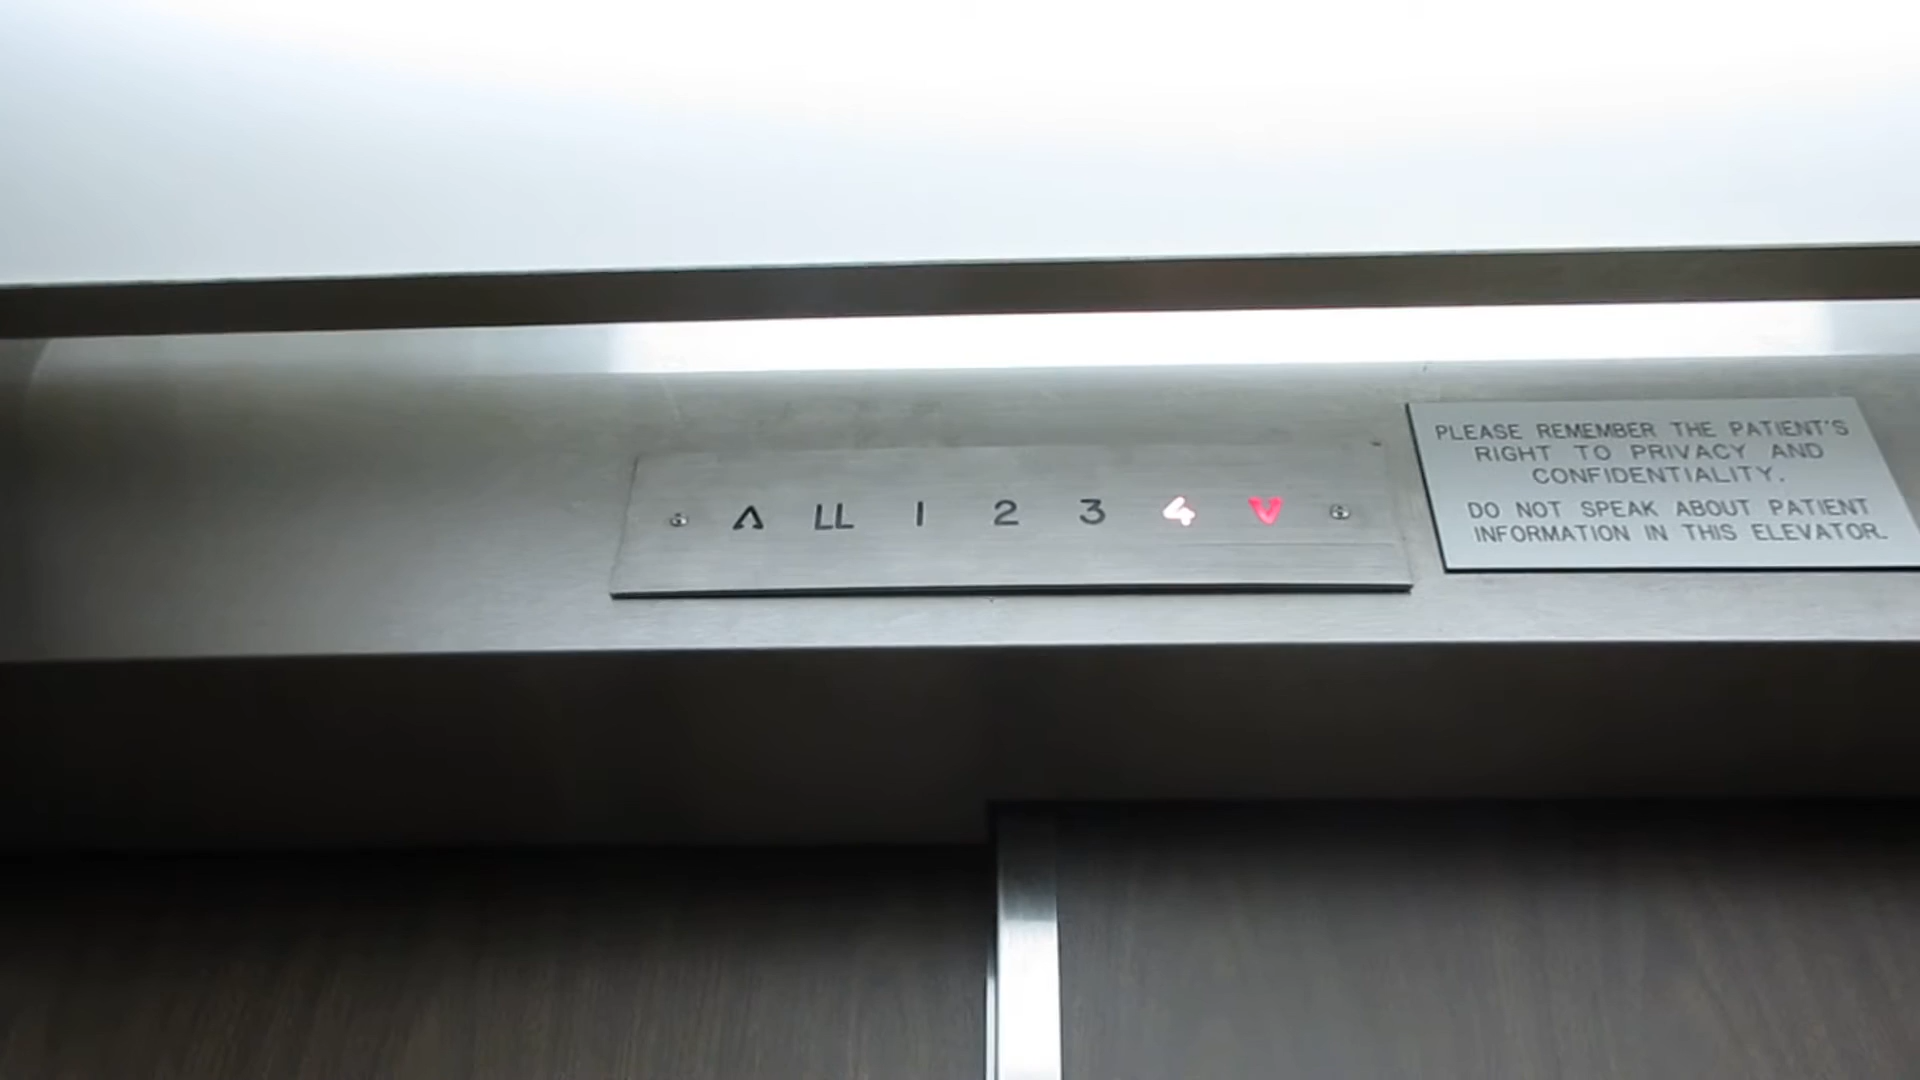 Λ LL 1 2 3 4 V
PLEASE REMEMBER THE PATIENT'S
RIGHT TO PRIVACY AND
CONFIDENTIALITY.
DO NOT SPEAK ABOUT PATIENT
INFORMATION IN THIS ELEVATOR.